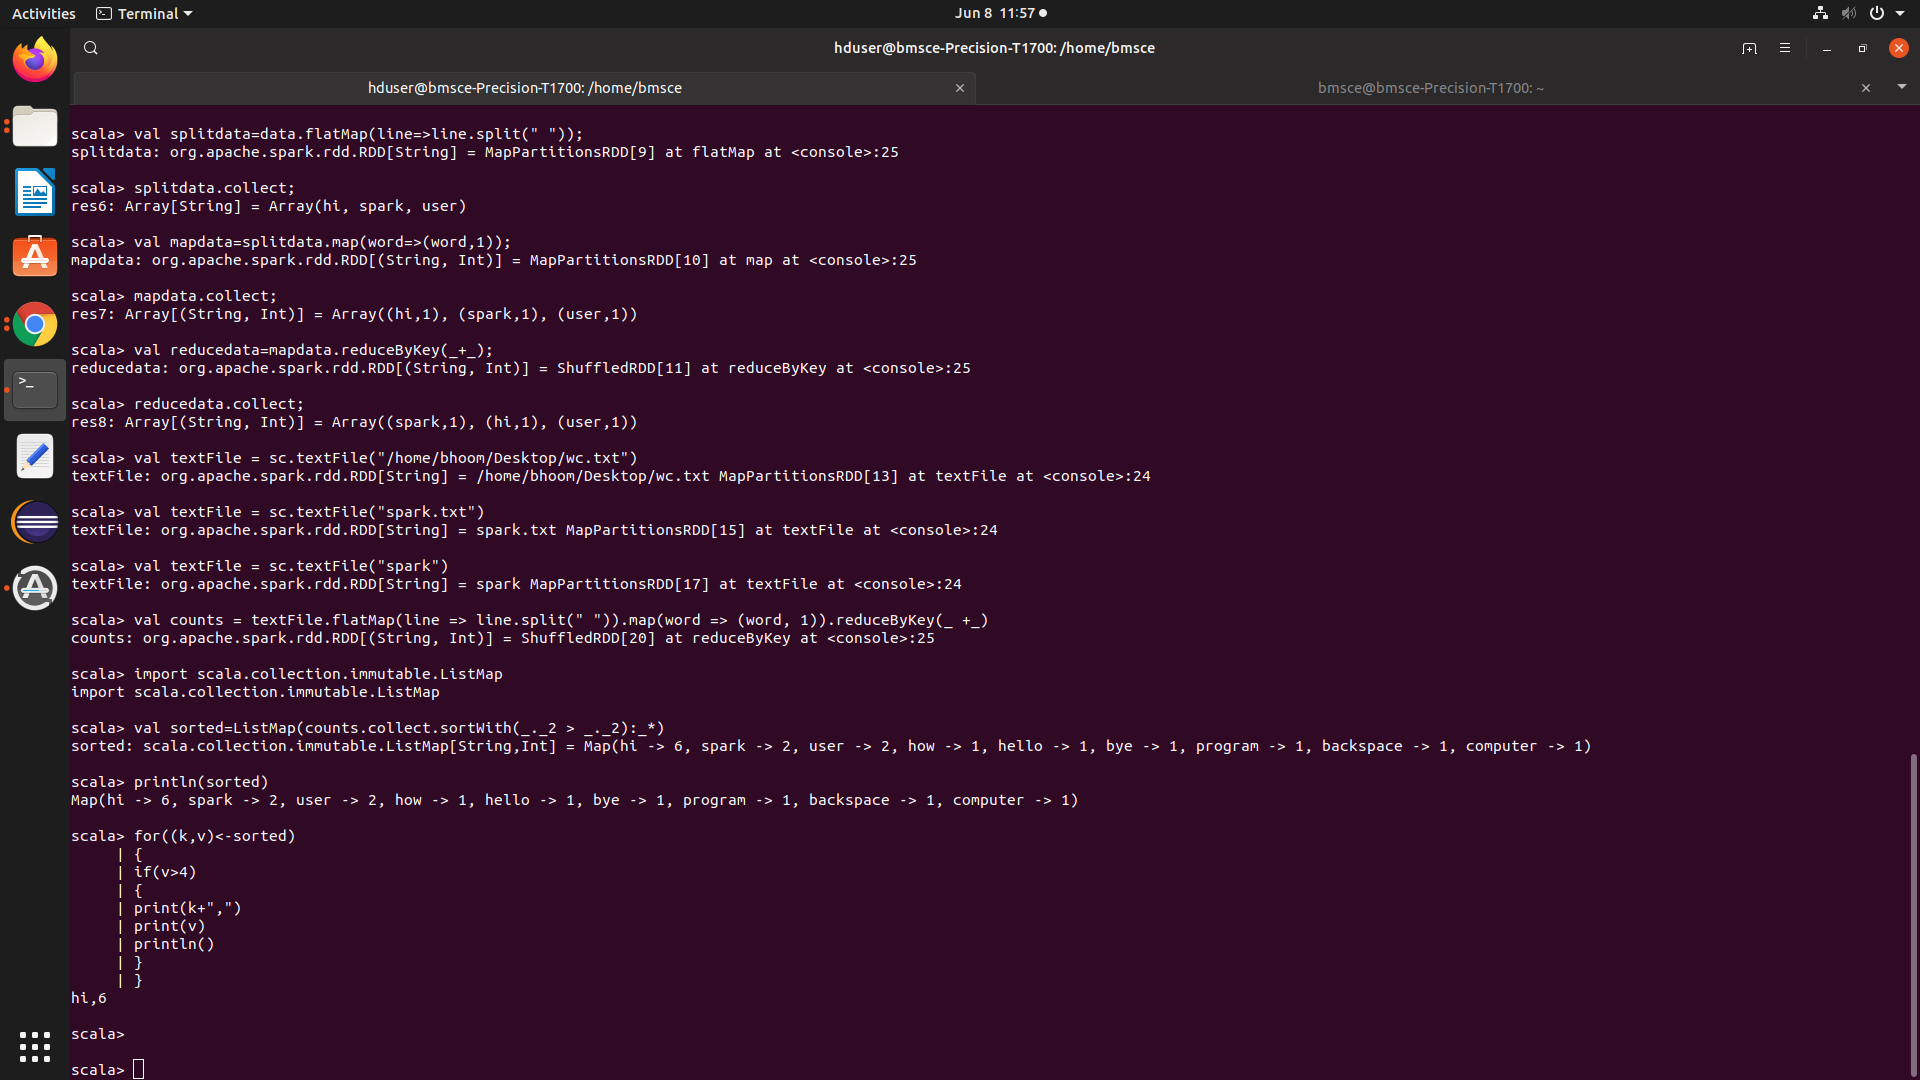 Activities
Terminal
Jun 8 11:57
hduser@bmsce-Precision-T1700: /home/bmsce
hduser@bmsce-Precision-T1700: /home/bmsce
bmsce@bmsce-Precision-T1700: ~
scala> val splitdata=data.flatMap(line=>line.split(" "));
splitdata: org.apache.spark.rdd.RDD[String] = MapPartitionsRDD[9] at flatMap at <console>:25
scala> splitdata.collect;
res6: Array[String] = Array(hi, spark, user)
scala> val mapdata=splitdata.map(word=>(word,1));
mapdata: org.apache.spark.rdd.RDD[(String, Int)] = MapPartitionsRDD[10] at map at <console>:25
scala> mapdata.collect;
res7: Array[(String, Int)] = Array((hi,1), (spark,1), (user,1))
scala> val reducedata=mapdata.reduceByKey(_+_);
reducedata: org.apache.spark.rdd.RDD[(String, Int)] = ShuffledRDD[11] at reduceByKey at <console>:25
scala> reducedata.collect;
res8: Array[(String, Int)] = Array((spark,1), (hi,1), (user,1))
scala> val textFile = sc.textFile("/home/bhoom/Desktop/wc.txt")
textFile: org.apache.spark.rdd.RDD[String] = /home/bhoom/Desktop/wc.txt MapPartitionsRDD[13] at textFile at <console>:24
scala> val textFile = sc.textFile("spark.txt")
textFile: org.apache.spark.rdd.RDD[String] = spark.txt MapPartitionsRDD[15] at textFile at <console>:24
scala> val textFile = sc.textFile("spark")
textFile: org.apache.spark.rdd.RDD[String] = spark MapPartitionsRDD[17] at textFile at <console>:24
scala> val counts = textFile.flatMap(line => line.split(" ")).map(word => (word, 1)).reduceByKey(_ +_)
counts: org.apache.spark.rdd.RDD[(String, Int)] = ShuffledRDD[20] at reduceByKey at <console>:25
scala> import scala.collection.immutable.ListMap
import scala.collection.immutable.ListMap
scala> val sorted=ListMap(counts.collect.sortWith(_._2 > _._2):_*)
sorted: scala.collection.immutable.ListMap[String,Int] = Map(hi -> 6, spark -> 2, user -> 2, how -> 1, hello -> 1, bye -> 1, program -> 1, backspace -> 1, computer -> 1)
scala> println(sorted)
Map(hi -> 6, spark -> 2, user -> 2, how -> 1, hello -> 1, bye -> 1, program -> 1, backspace -> 1, computer -> 1)
scala> for((k,v)<-sorted)
| {
| if(v>4)
| {
| print(k+",")
| print(v)
| println()
| }
| }
hi,6
scala>
scala>